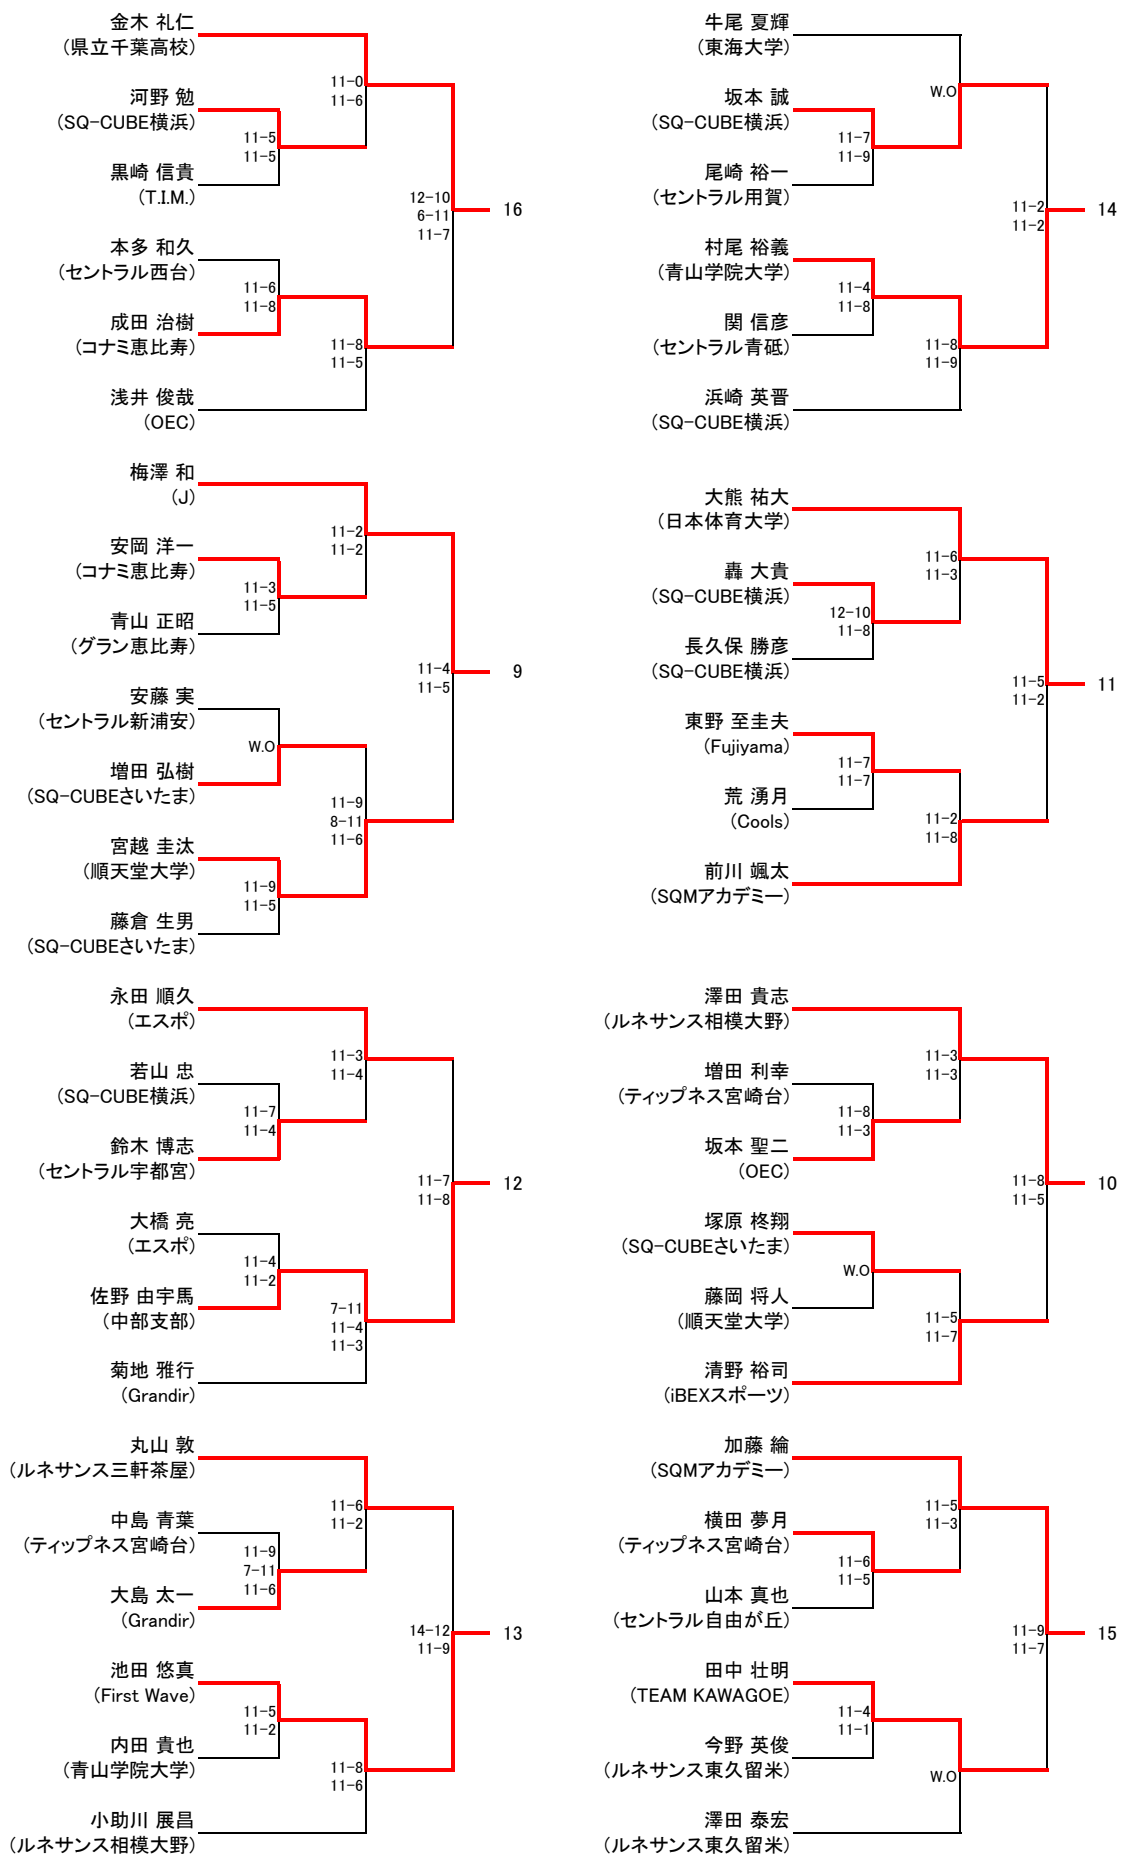 金木 礼仁
(県立千葉高校)
11-0
11-6
河野 勉
(SQ-CUBE横浜)
11-5
11-5
黒崎 信貴
(T.I.M.)
12-10
6-11
11-7
16
本多 和久
(セントラル西台)
11-6
11-8
成田 治樹
(コナミ恵比寿)
11-8
11-5
浅井 俊哉
(OEC)
梅澤 和
(J)
11-2
11-2
安岡 洋一
(コナミ恵比寿)
11-3
11-5
青山 正昭
(グラン恵比寿)
11-4
11-5
9
安藤 実
(セントラル新浦安)
W.O
増田 弘樹
(SQ-CUBEさいたま)
11-9
8-11
11-6
宮越 圭汰
(順天堂大学)
11-9
11-5
藤倉 生男
(SQ-CUBEさいたま)
永田 順久
(エスポ)
11-3
11-4
若山 忠
(SQ-CUBE横浜)
11-7
11-4
鈴木 博志
(セントラル宇都宮)
11-7
11-8
12
大橋 亮
(エスポ)
11-4
11-2
佐野 由宇馬
(中部支部)
7-11
11-4
11-3
菊地 雅行
(Grandir)
丸山 敦
(ルネサンス三軒茶屋)
11-6
11-2
中島 青葉
(ティップネス宮崎台)
11-9
7-11
11-6
大島 太一
(Grandir)
14-12
11-9
13
池田 悠真
(First Wave)
11-5
11-2
内田 貴也
(青山学院大学)
11-8
11-6
小助川 展昌
(ルネサンス相模大野)
牛尾 夏輝
(東海大学)
W.O
坂本 誠
(SQ-CUBE横浜)
11-7
11-9
尾崎 裕一
(セントラル用賀)
11-2
11-2
14
村尾 裕義
(青山学院大学)
11-4
11-8
関 信彦
(セントラル青砥)
11-8
11-9
浜崎 英晋
(SQ-CUBE横浜)
大熊 祐大
(日本体育大学)
11-6
11-3
轟 大貴
(SQ-CUBE横浜)
12-10
11-8
長久保 勝彦
(SQ-CUBE横浜)
11-5
11-2
11
東野 至圭夫
(Fujiyama)
11-7
11-7
荒 湧月
(Cools)
11-2
11-8
前川 颯太
(SQMアカデミー)
澤田 貴志
(ルネサンス相模大野)
11-3
11-3
増田 利幸
(ティップネス宮崎台)
11-8
11-3
坂本 聖二
(OEC)
11-8
11-5
10
塚原 柊翔
(SQ-CUBEさいたま)
W.O
藤岡 将人
(順天堂大学)
11-5
11-7
清野 裕司
(iBEXスポーツ)
加藤 綸
(SQMアカデミー)
11-5
11-3
横田 夢月
(ティップネス宮崎台)
11-6
11-5
山本 真也
(セントラル自由が丘)
11-9
11-7
15
田中 壮明
(TEAM KAWAGOE)
11-4
11-1
今野 英俊
(ルネサンス東久留米)
W.O
澤田 泰宏
(ルネサンス東久留米)